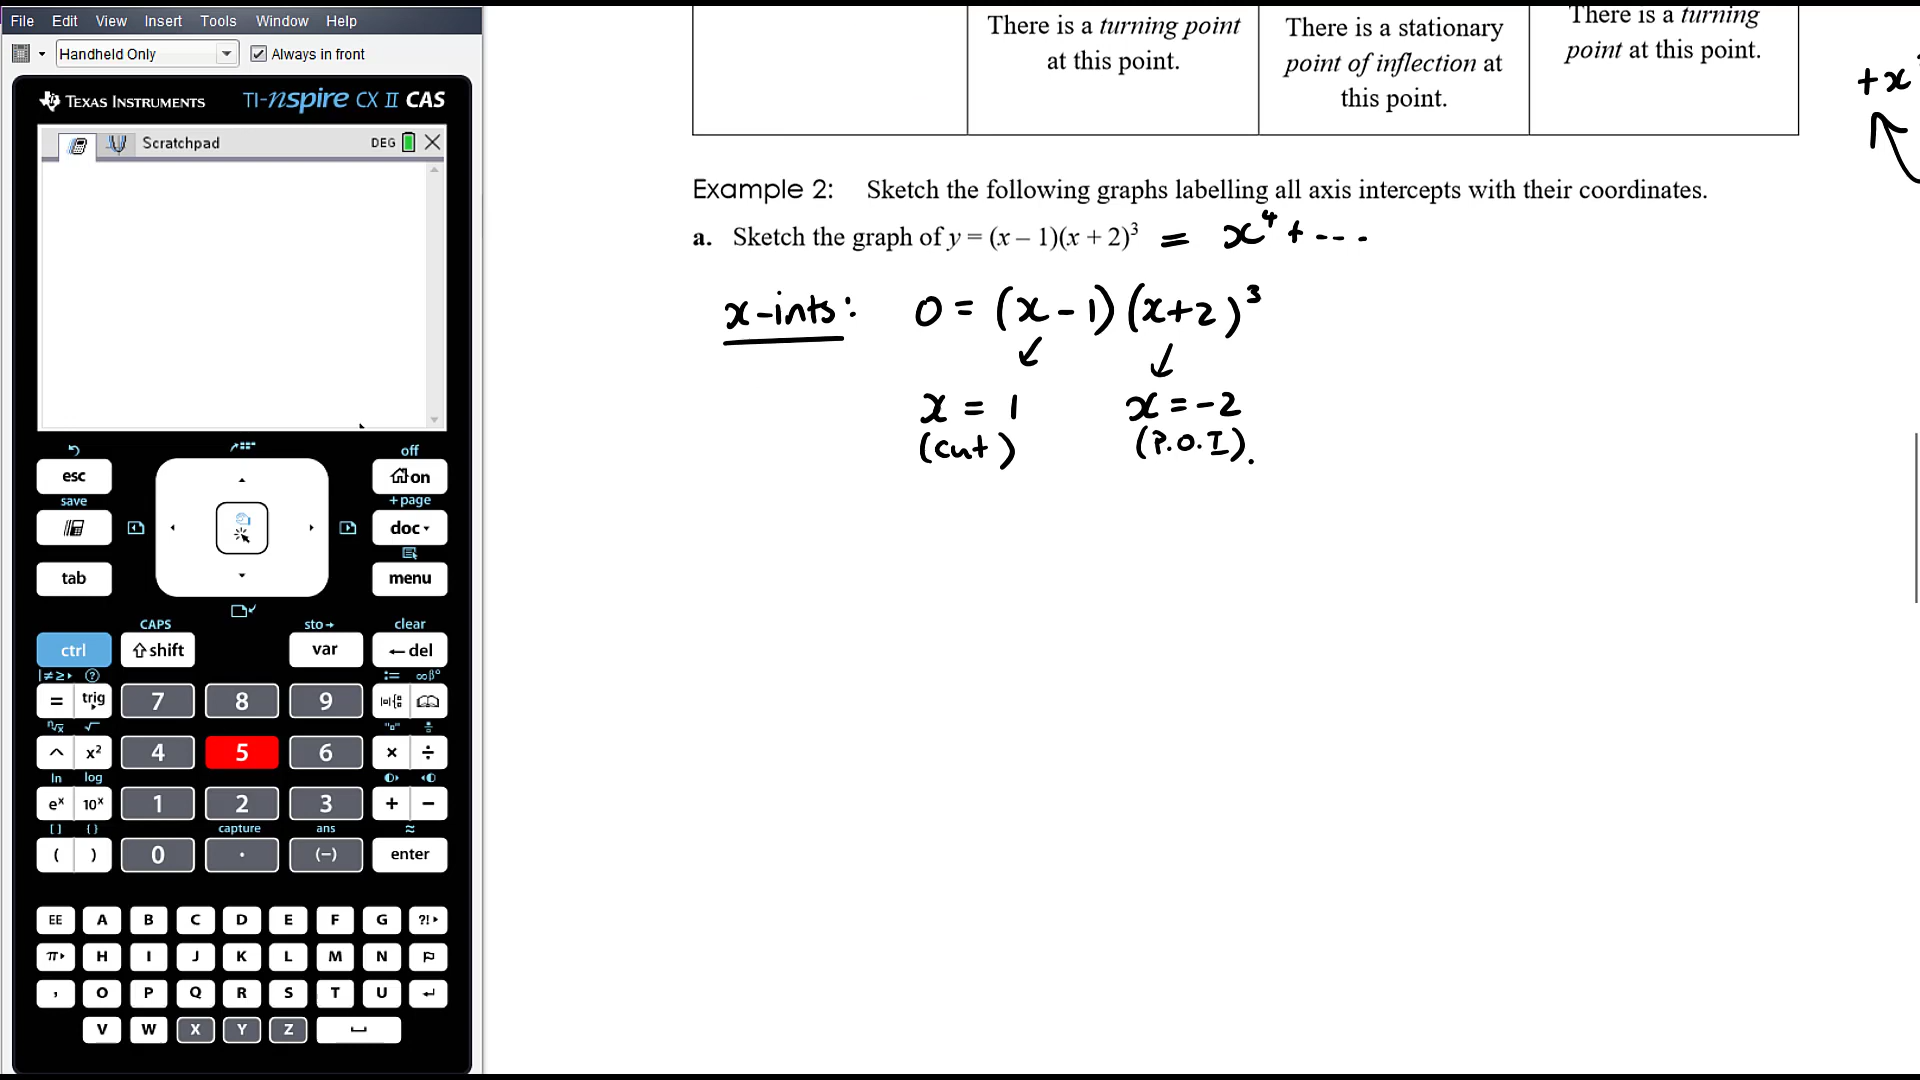 File Edit View Insert Tools Window Help
Handheld Only Always in front
TEXAS INSTRUMENTS TI-nspire CX II CAS
Scratchpad DEG
off
esc on
save + page
doc
tab menu
CAPS sto→ clear
ctrl shift var ←del
|≠≥▸ ? := ∞β°
= trig 7 8 9 |□|{
ⁿ√x √
^ x² 4 5 6 × ÷
ln log
eˣ 10ˣ 1 2 3 + −
[ ] { } capture ans ≈
( ) 0 . (−) enter
EE A B C D E F G ?!▸
π▸ H I J K L M N
, O P Q R S T U ↵
V W X Y Z
There is a turning point
at this point.
There is a stationary
point of inflection at
this point.
There is a turning
point at this point.
+x
Example 2: Sketch the following graphs labelling all axis intercepts with their coordinates.
a. Sketch the graph of y = (x – 1)(x + 2)³ = x⁴ + ---
x-ints: 0 = (x - 1)(x+2)³
x = 1 x = -2
(cut) (P.O.I).